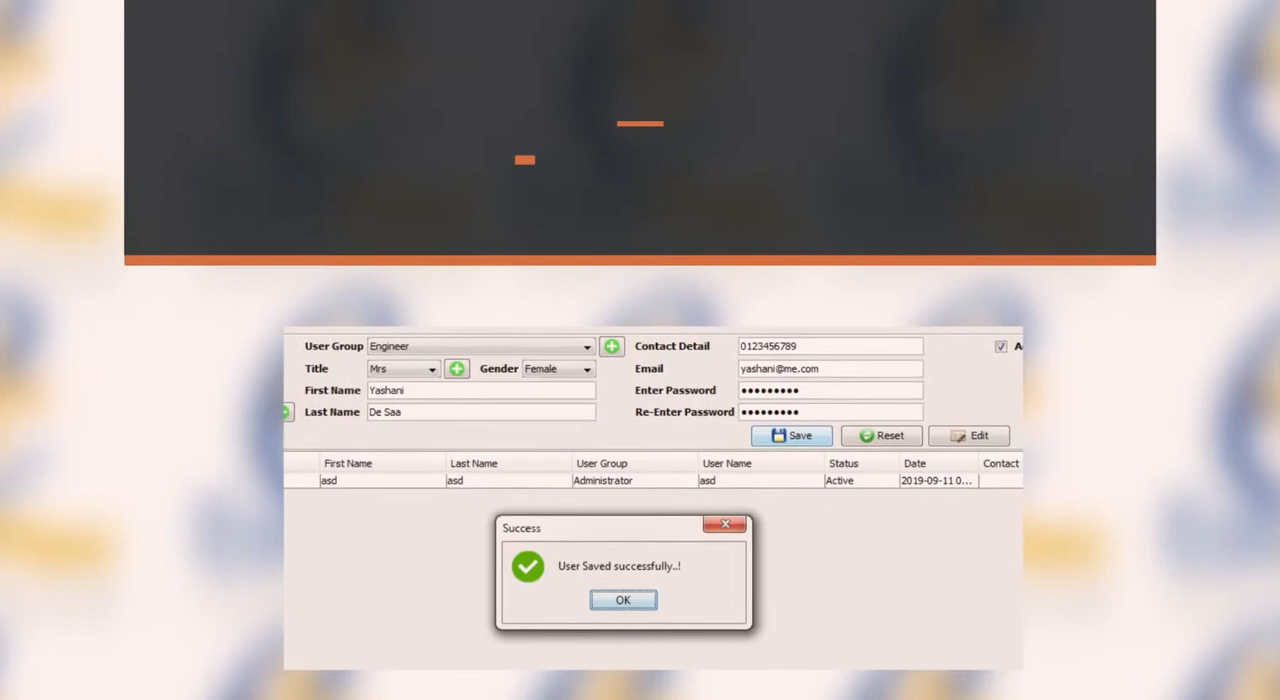 User Group Engineer Contact Detail 0123456789 A
Title Mrs Gender Female Email yashani@me.com
First Name Yashani Enter Password •••••••••
Last Name De Saa Re-Enter Password •••••••••
Save Reset Edit
First Name Last Name User Group User Name Status Date Contact
asd asd Administrator asd Active 2019-09-11 0...
Success
User Saved successfully..!
OK